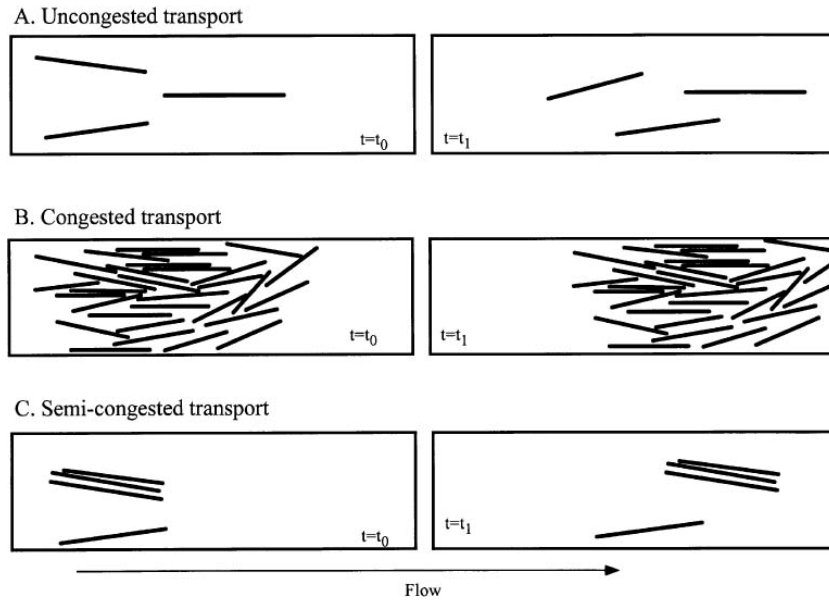 A. Uncongested transport
t=t0
t=t1
B. Congested transport
t=t0
t=t1
C. Semi-congested transport
t=t0
t=t1
Flow